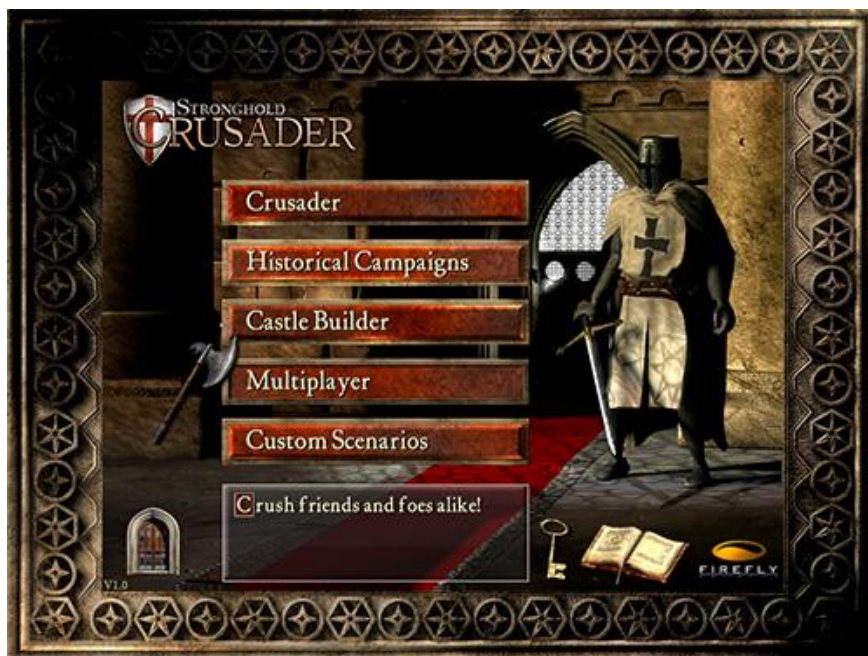 STRONGHOLD
CRUSADER
Crusader
Historical Campaigns
Castle Builder
Multiplayer
Custom Scenarios
Crush friends and foes alike!
V1.0
FIREFLY